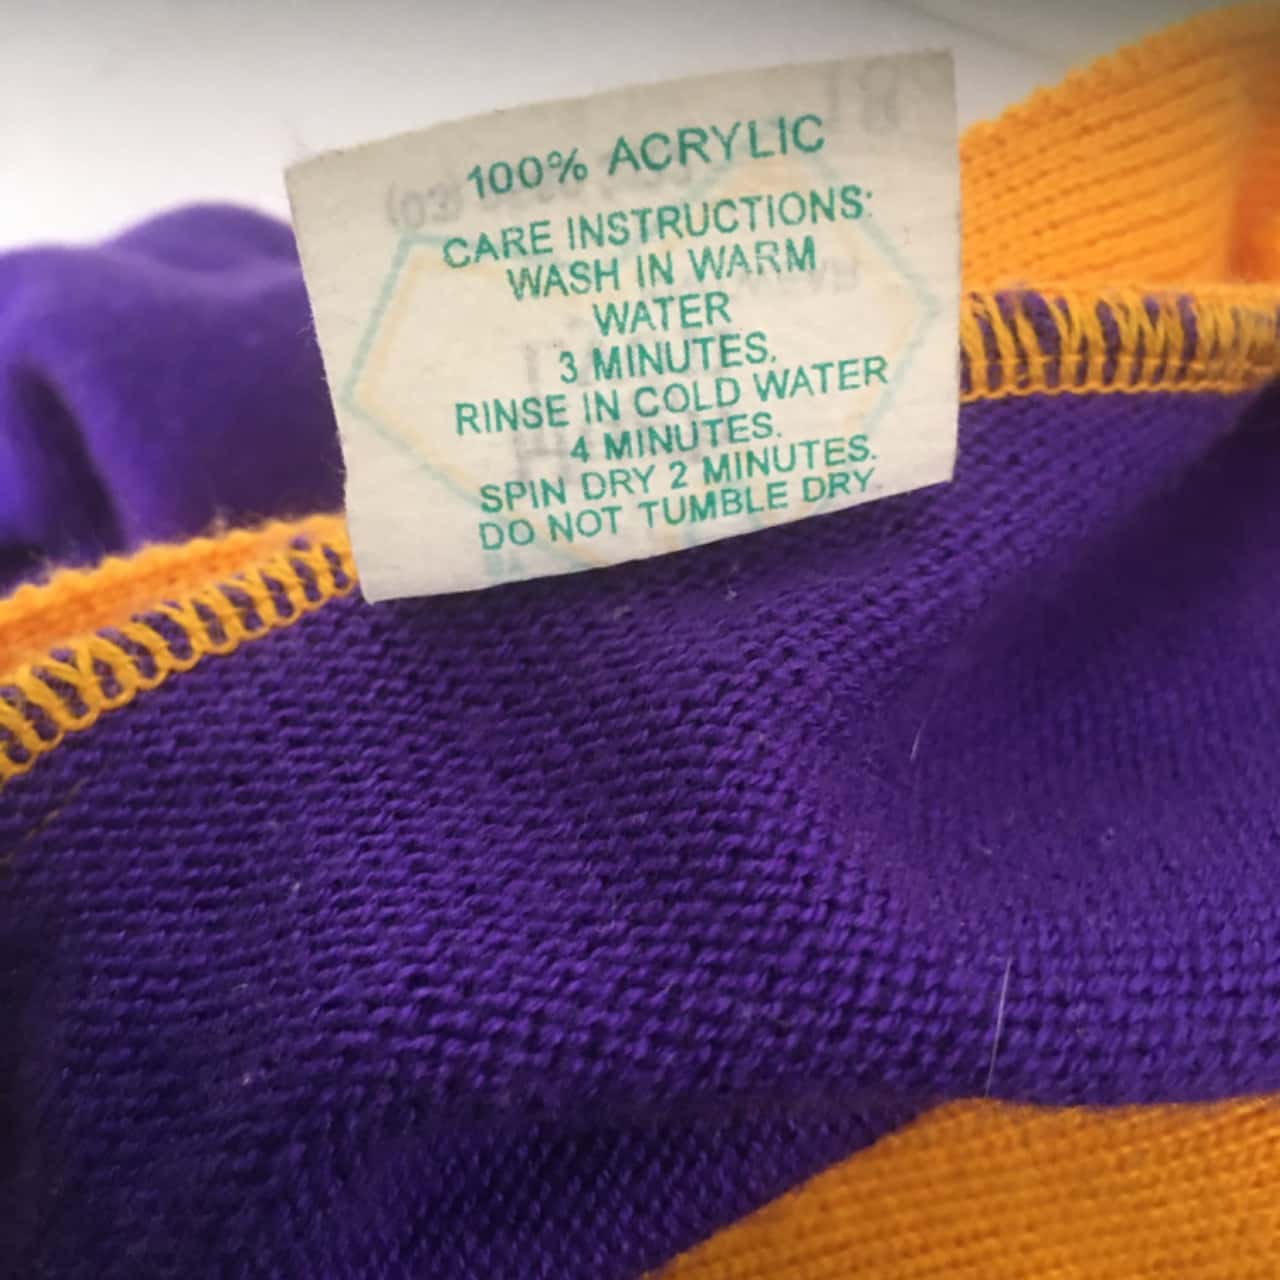 100% ACRYLIC
CARE INSTRUCTIONS:
WASH IN WARM
WATER
3 MINUTES.
RINSE IN COLD WATER
4 MINUTES.
SPIN DRY 2 MINUTES.
DO NOT TUMBLE DRY.